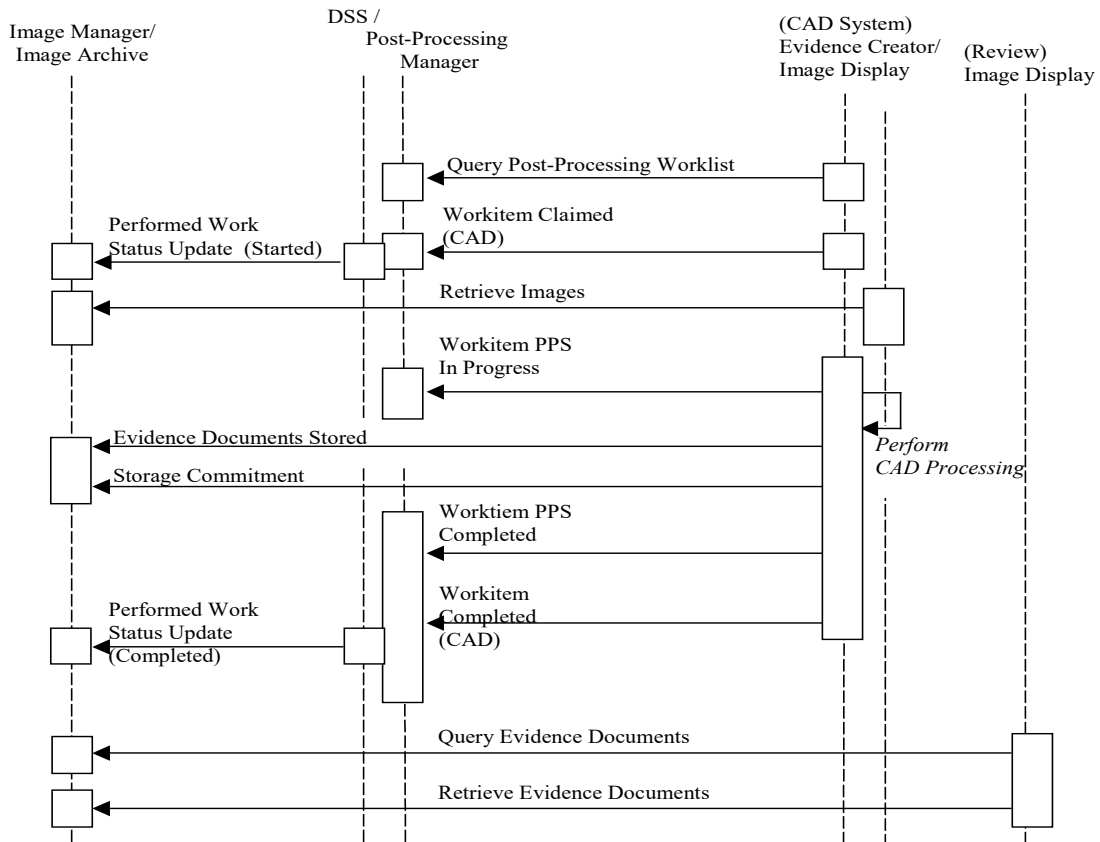 Image Manager/
Image Archive
DSS /
Post-Processing
Manager
(CAD System)
Evidence Creator/
Image Display
(Review)
Image Display
Query Post-Processing Worklist
Performed Work
Status Update (Started)
Workitem Claimed
(CAD)
Retrieve Images
Workitem PPS
In Progress
Evidence Documents Stored
Perform
CAD Processing
Storage Commitment
Worktiem PPS
Completed
Performed Work
Status Update
(Completed)
Workitem
Completed
(CAD)
Query Evidence Documents
Retrieve Evidence Documents